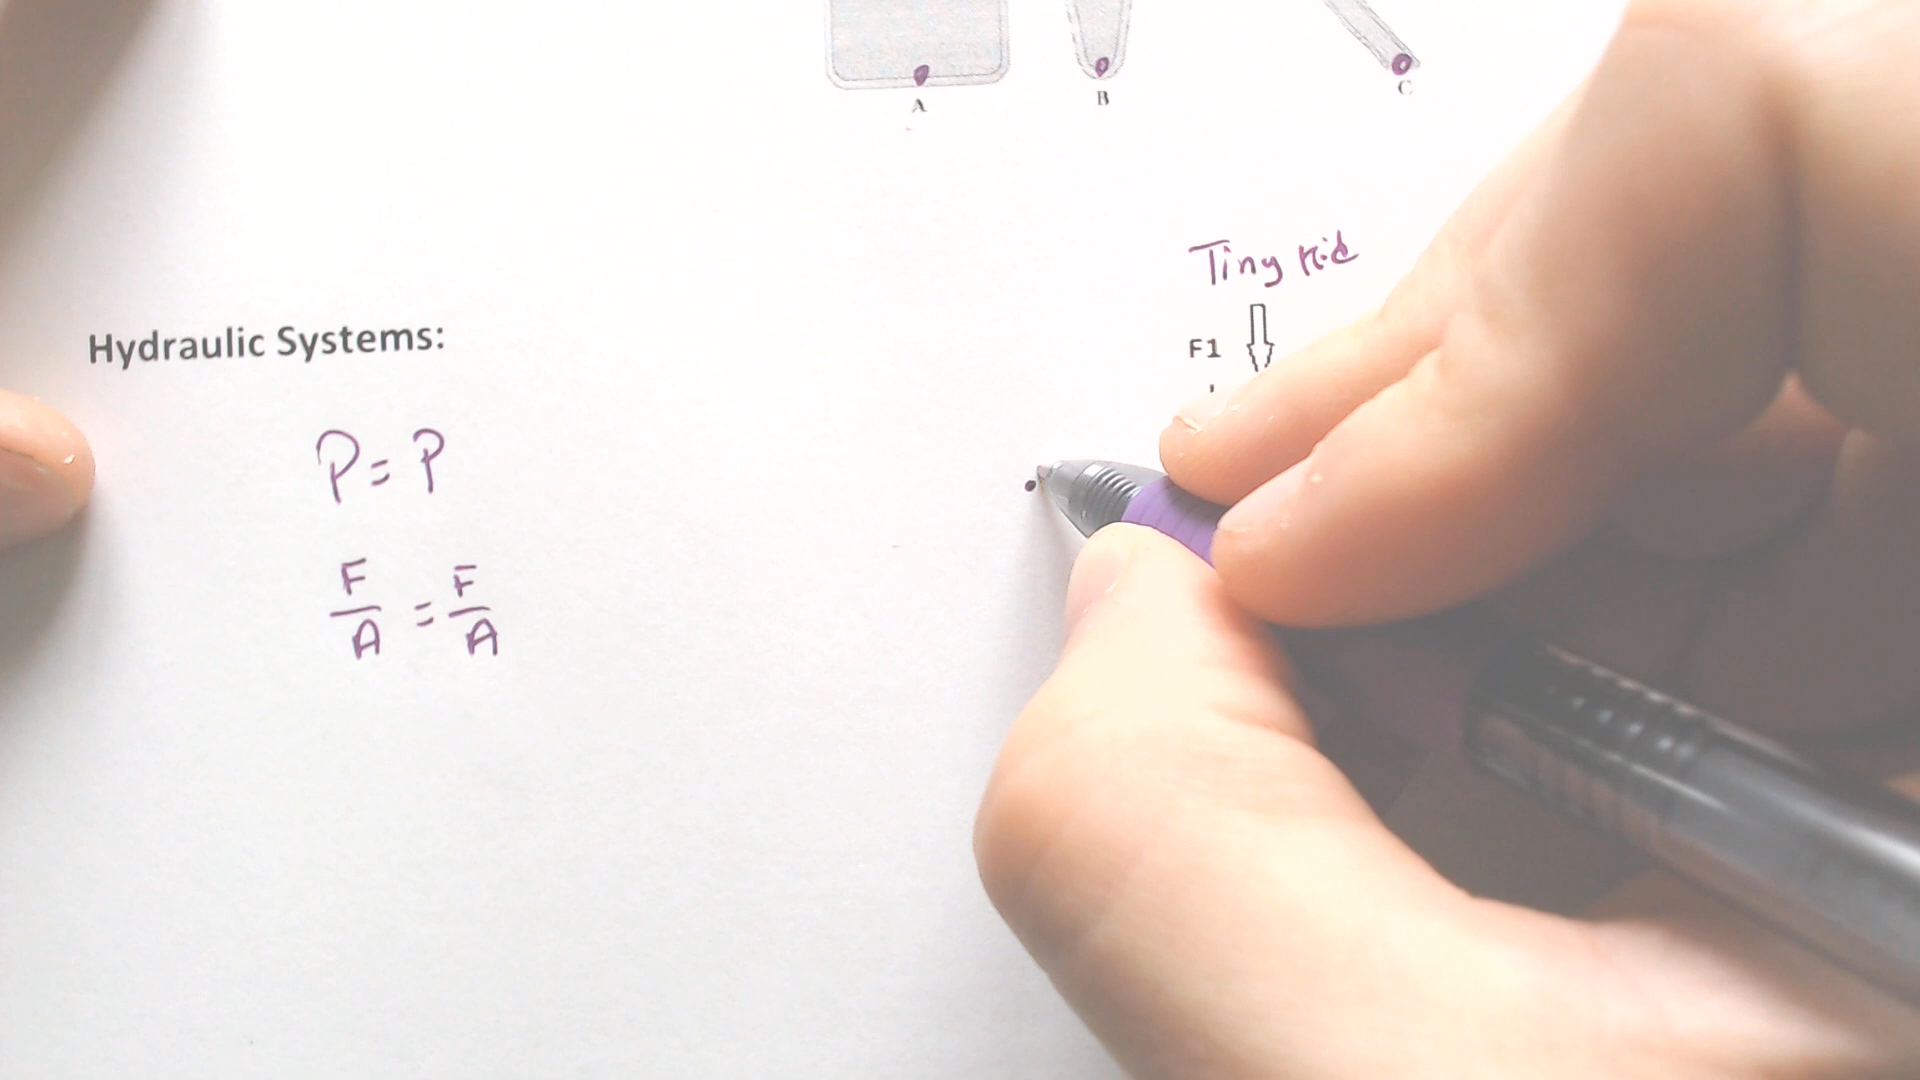 A B C
Tiny kid
Hydraulic Systems:
F1
P = P
F/A = F/A